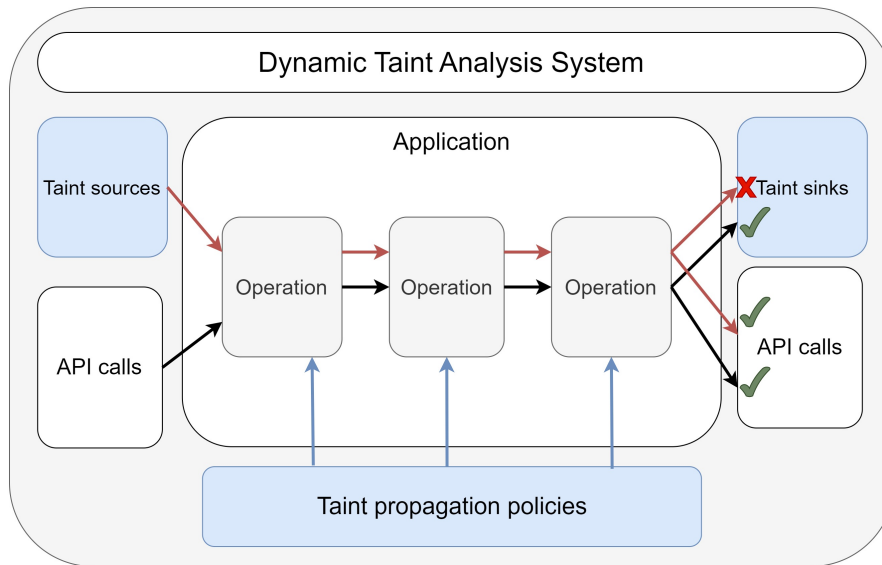 Dynamic Taint Analysis System
Taint sources
Application
Taint sinks
Operation
Operation
Operation
API calls
API calls
Taint propagation policies